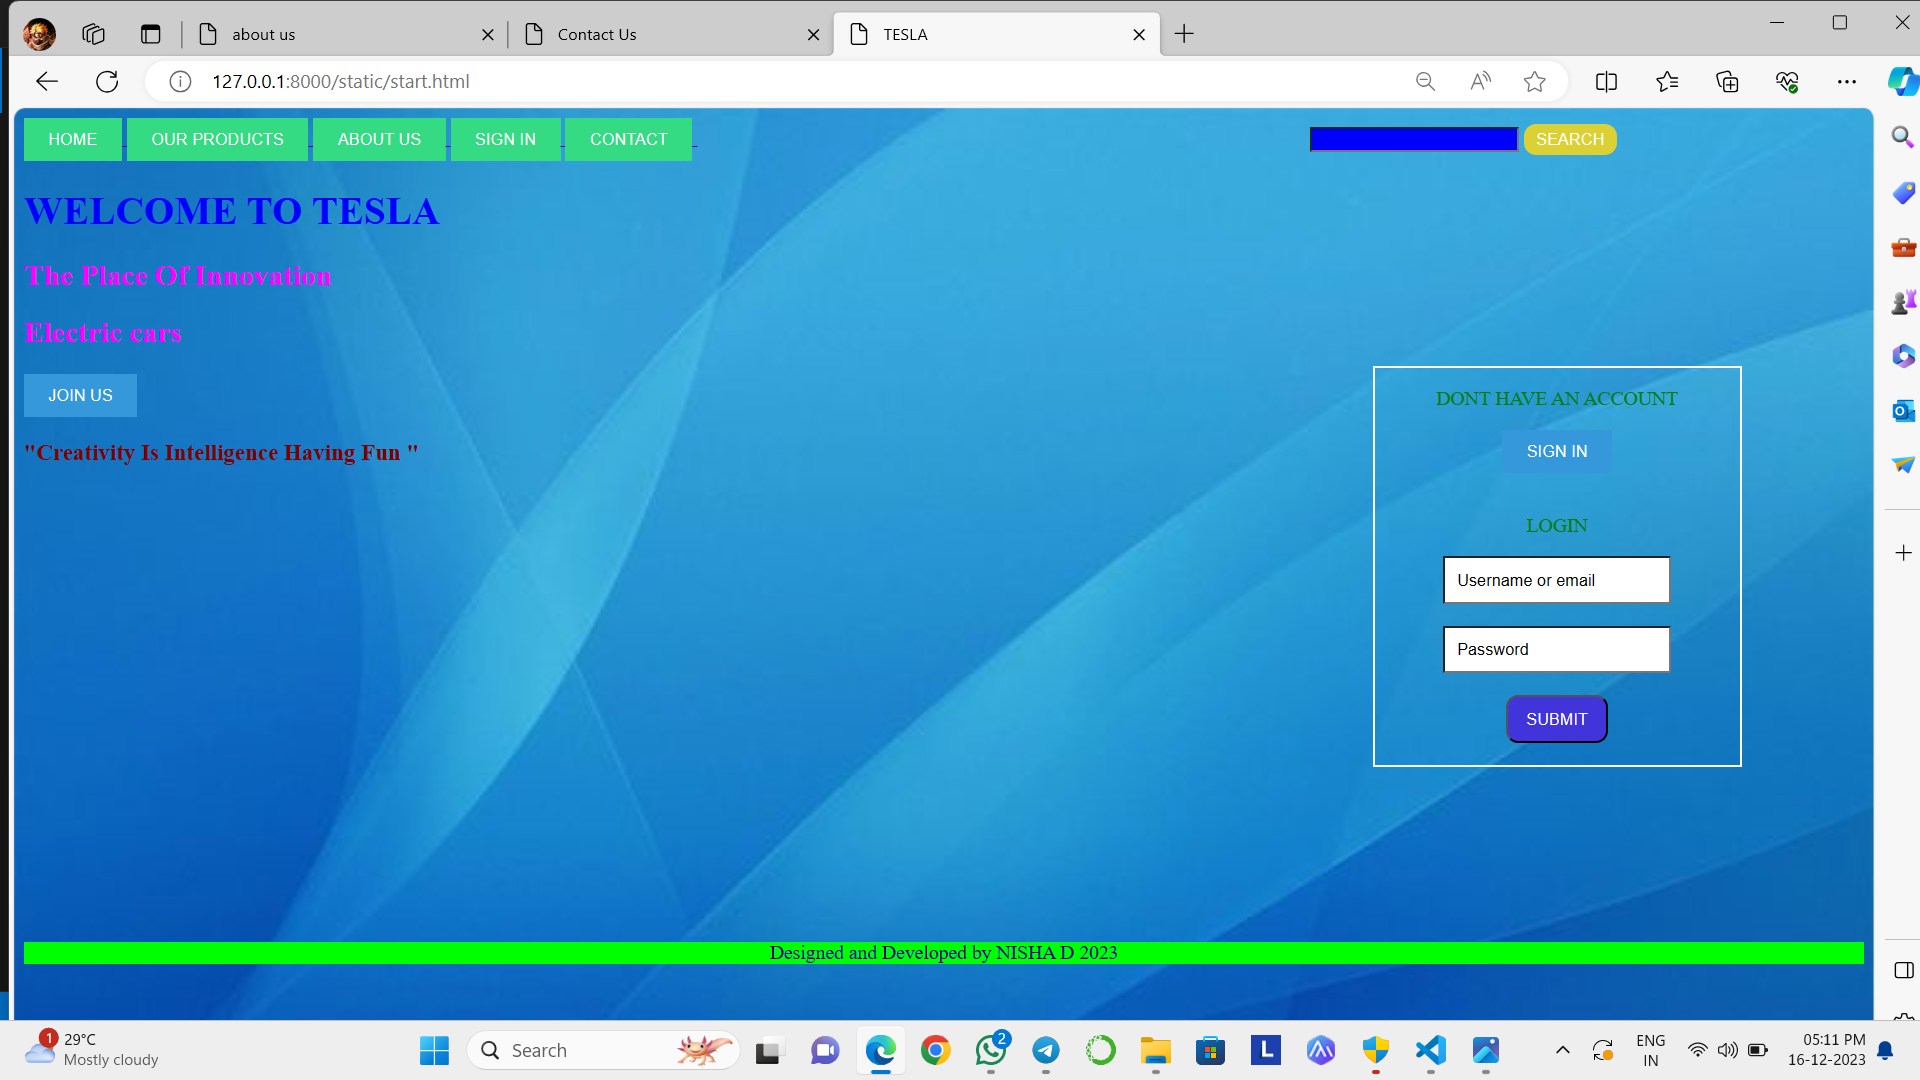 about us
Contact Us
TESLA
127.0.0.1:8000/static/start.html
HOME OUR PRODUCTS ABOUT US SIGN IN CONTACT SEARCH
WELCOME TO TESLA
The Place Of Innovation
Electric cars
JOIN US
"Creativity Is Intelligence Having Fun "
DONT HAVE AN ACCOUNT
SIGN IN
LOGIN
Username or email
Password
SUBMIT
Designed and Developed by NISHA D 2023
1
29°C
Mostly cloudy
Search
2
L
ENG
IN
05:11 PM
16-12-2023